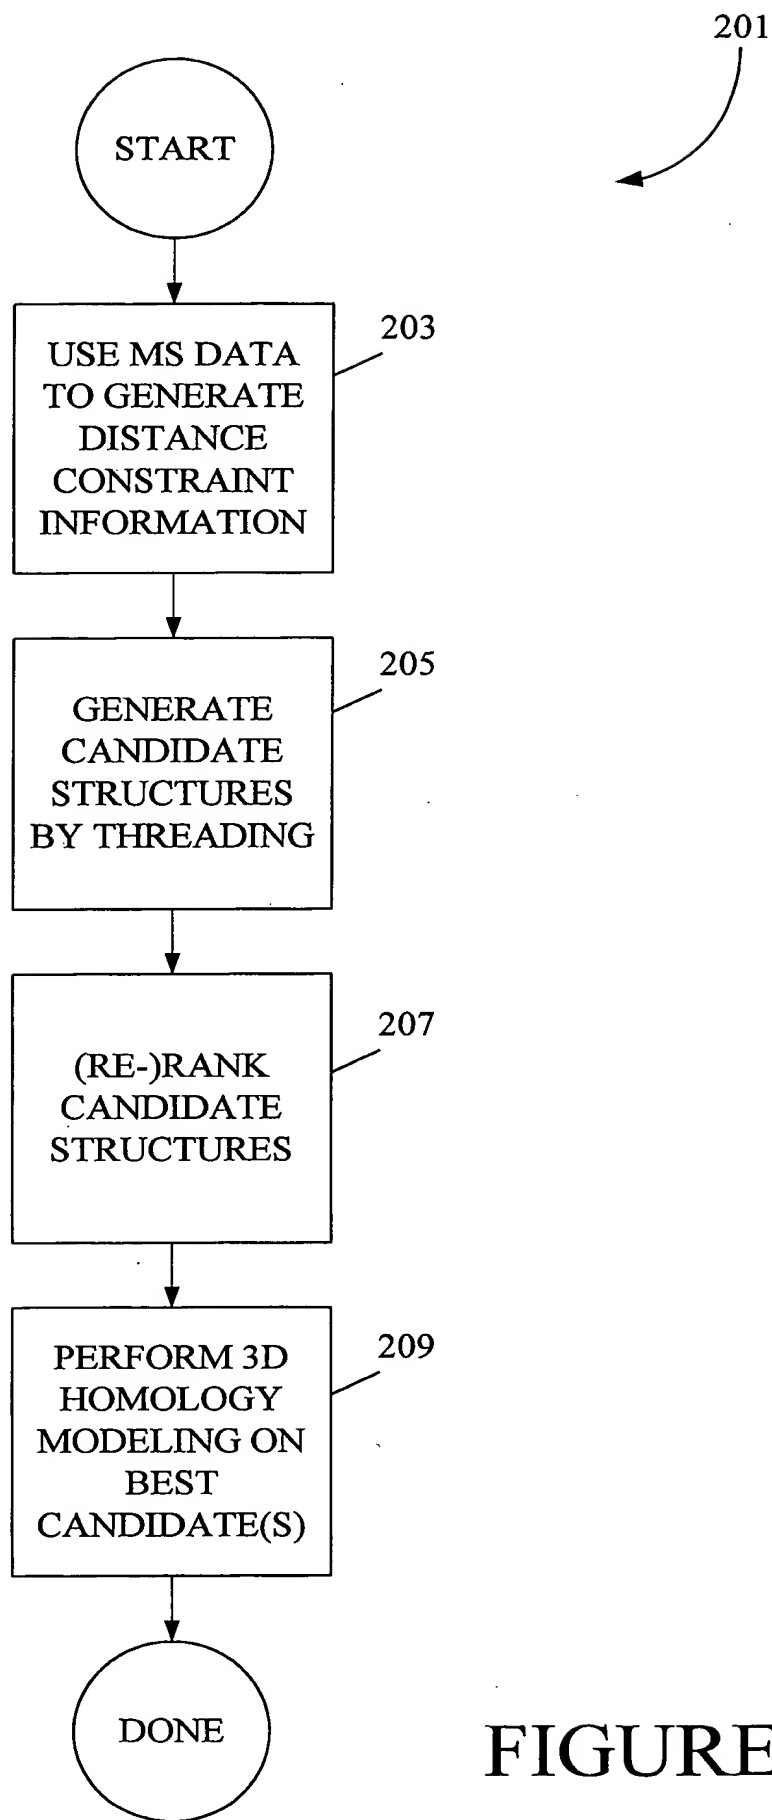 201
START
203
USE MS DATA
TO GENERATE
DISTANCE
CONSTRAINT
INFORMATION
205
GENERATE
CANDIDATE
STRUCTURES
BY THREADING
207
(RE-)RANK
CANDIDATE
STRUCTURES
209
PERFORM 3D
HOMOLOGY
MODELING ON
BEST
CANDIDATE(S)
DONE
FIGURE